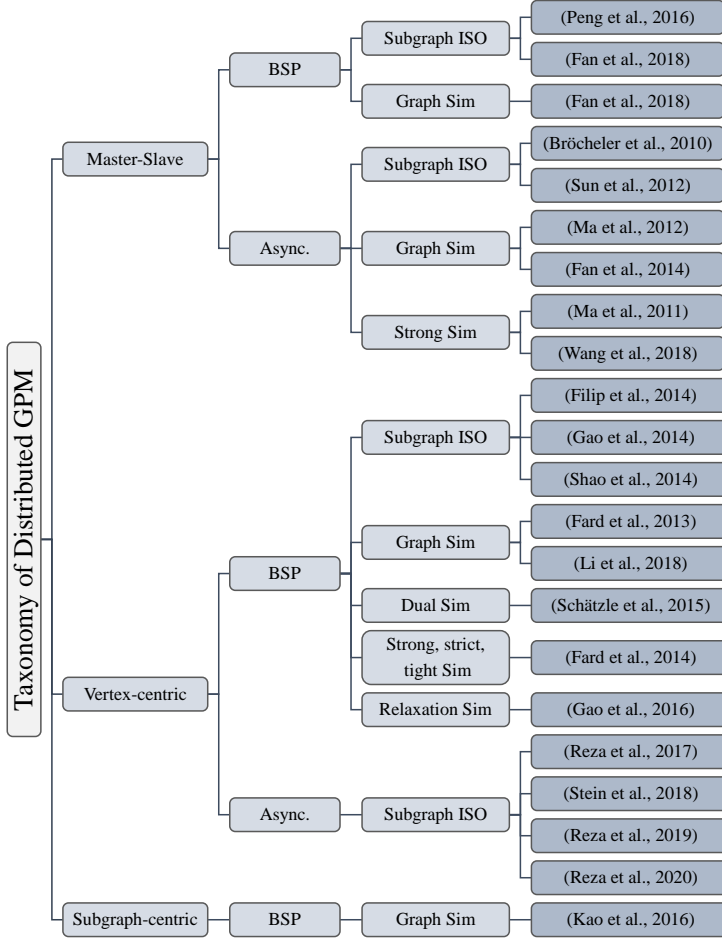 Taxonomy of Distributed GPM
Master-Slave
BSP
Subgraph ISO
(Peng et al., 2016)
(Fan et al., 2018)
Graph Sim
(Fan et al., 2018)
Async.
Subgraph ISO
(Bröcheler et al., 2010)
(Sun et al., 2012)
Graph Sim
(Ma et al., 2012)
(Fan et al., 2014)
Strong Sim
(Ma et al., 2011)
(Wang et al., 2018)
Vertex-centric
BSP
Subgraph ISO
(Filip et al., 2014)
(Gao et al., 2014)
(Shao et al., 2014)
Graph Sim
(Fard et al., 2013)
(Li et al., 2018)
Dual Sim
(Schätzle et al., 2015)
Strong, strict,
tight Sim
(Fard et al., 2014)
Relaxation Sim
(Gao et al., 2016)
Async.
Subgraph ISO
(Reza et al., 2017)
(Stein et al., 2018)
(Reza et al., 2019)
(Reza et al., 2020)
Subgraph-centric
BSP
Graph Sim
(Kao et al., 2016)